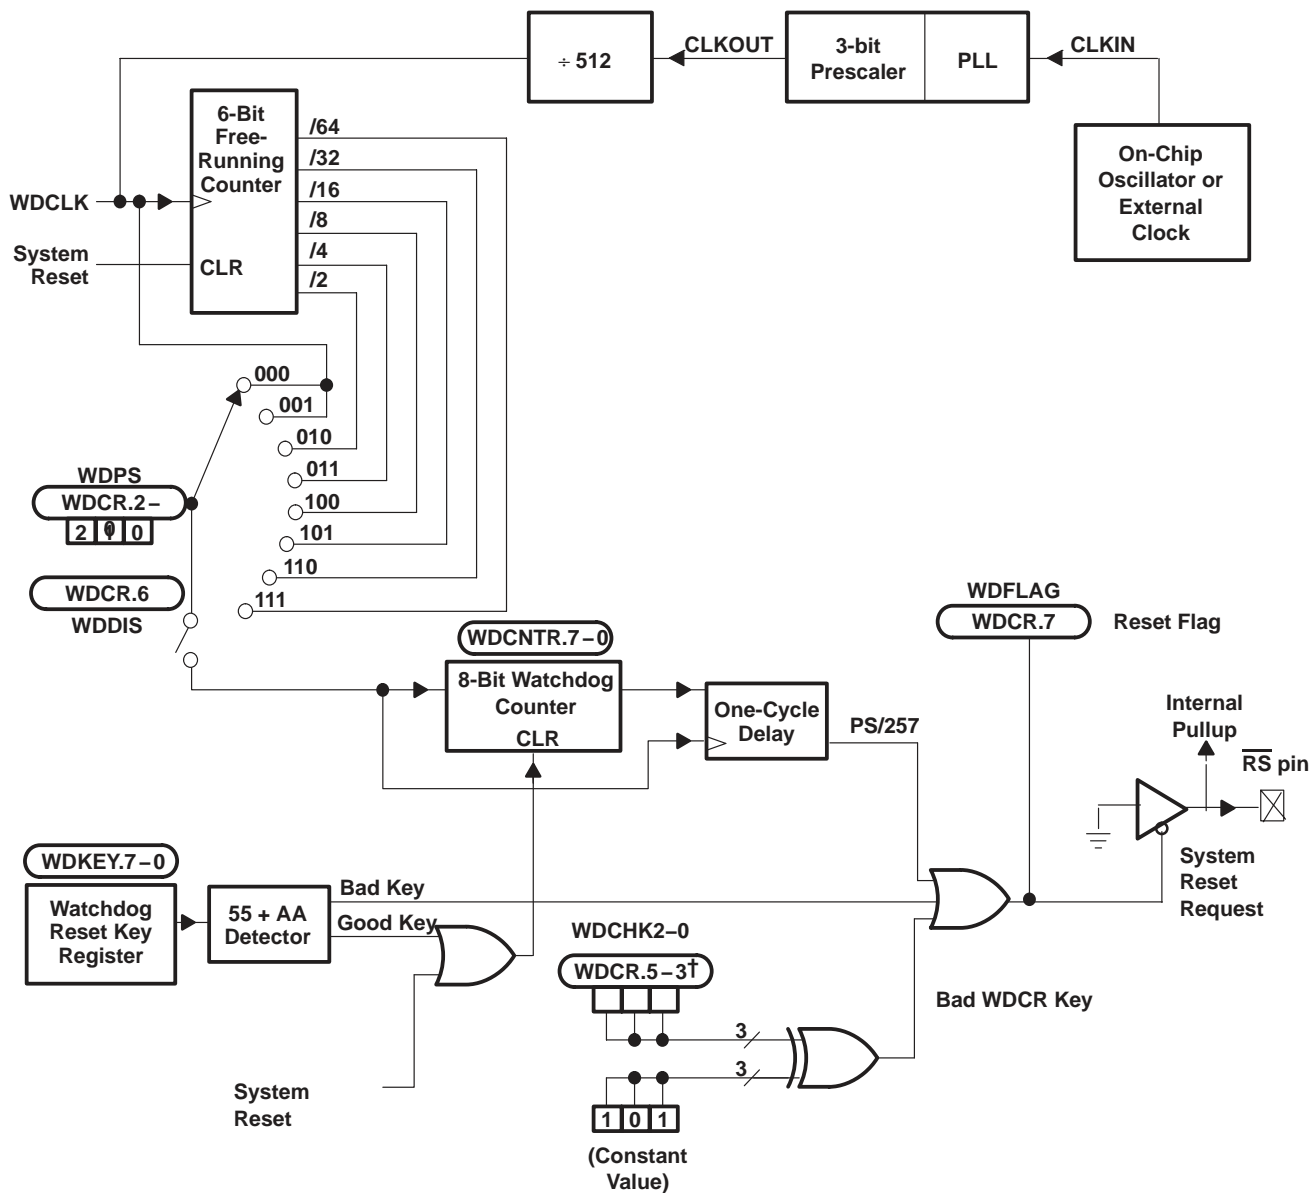 ÷ 512
CLKOUT
3-bit
Prescaler
PLL
CLKIN
On-Chip
Oscillator or
External
Clock
6-Bit
Free-
Running
Counter
CLR
/64
/32
/16
/8
/4
/2
WDCLK
System
Reset
000
001
010
011
100
101
110
111
WDPS
WDCR.2–
2
0
WDCR.6
WDDIS
WDCNTR.7–0
8-Bit Watchdog
Counter
CLR
One-Cycle
Delay
PS/257
WDFLAG
WDCR.7
Reset Flag
Internal
Pullup
RS pin
System
Reset
Request
WDKEY.7–0
Watchdog
Reset Key
Register
55 + AA
Detector
Bad Key
Good Key
System
Reset
WDCHK2–0
WDCR.5–3†
3
3
1 0 1
(Constant
Value)
Bad WDCR Key